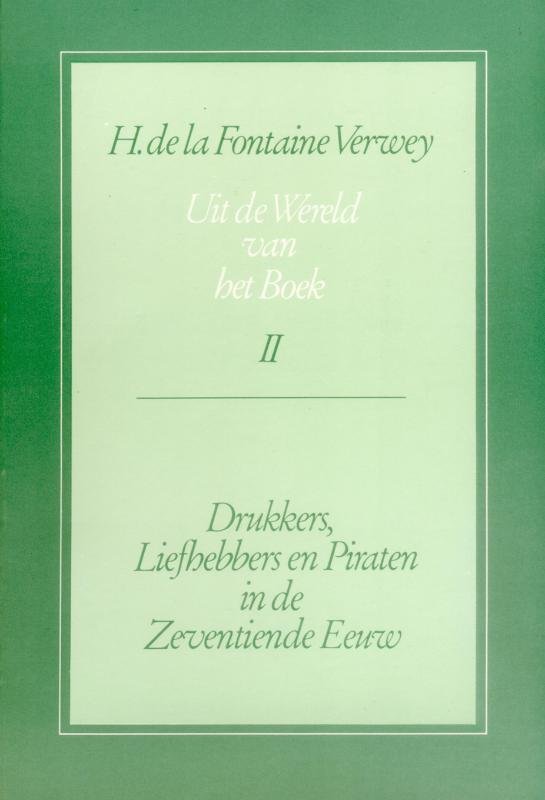 H. de la Fontaine Verwey
Uit de Wereld
van
het Boek
II
Drukkers,
Liefhebbers en Piraten
in de
Zeventiende Eeuw